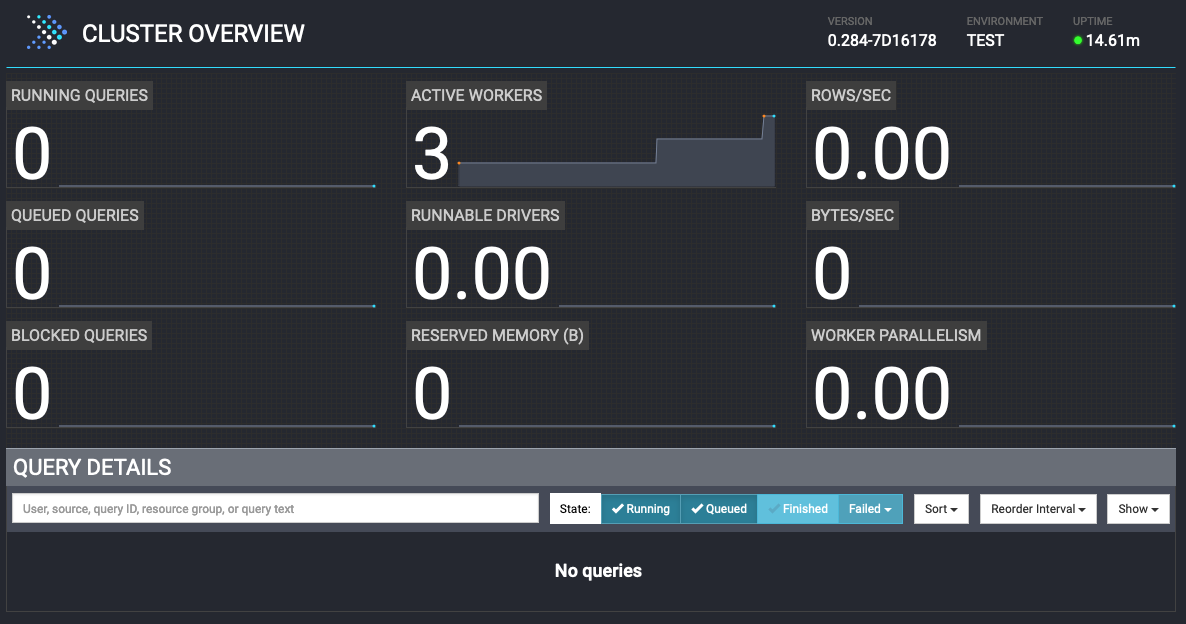 CLUSTER OVERVIEW
VERSION
0.284-7D16178
ENVIRONMENT
TEST
UPTIME
14.61m
RUNNING QUERIES
0
ACTIVE WORKERS
3
ROWS/SEC
0.00
QUEUED QUERIES
0
RUNNABLE DRIVERS
0.00
BYTES/SEC
0
BLOCKED QUERIES
0
RESERVED MEMORY (B)
0
WORKER PARALLELISM
0.00
QUERY DETAILS
User, source, query ID, resource group, or query text
State: Running Queued Finished Failed
Sort
Reorder Interval
Show
No queries